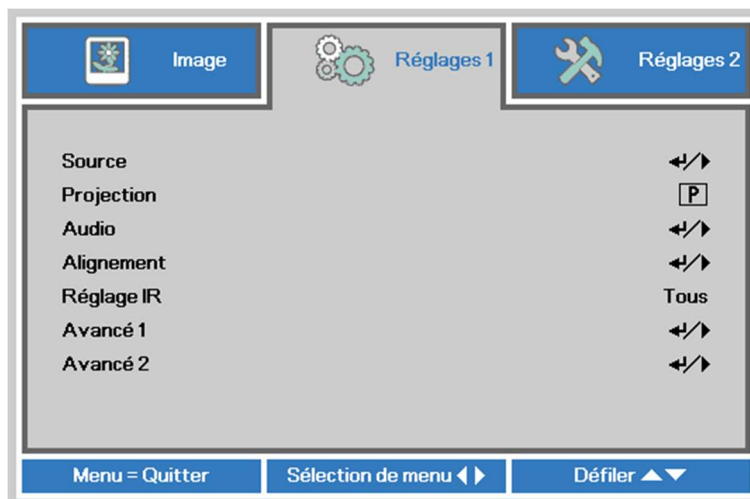 Image
Réglages 1
Réglages 2
Source
Projection P
Audio
Alignement
Réglage IR Tous
Avancé 1
Avancé 2
Menu = Quitter
Sélection de menu
Défiler